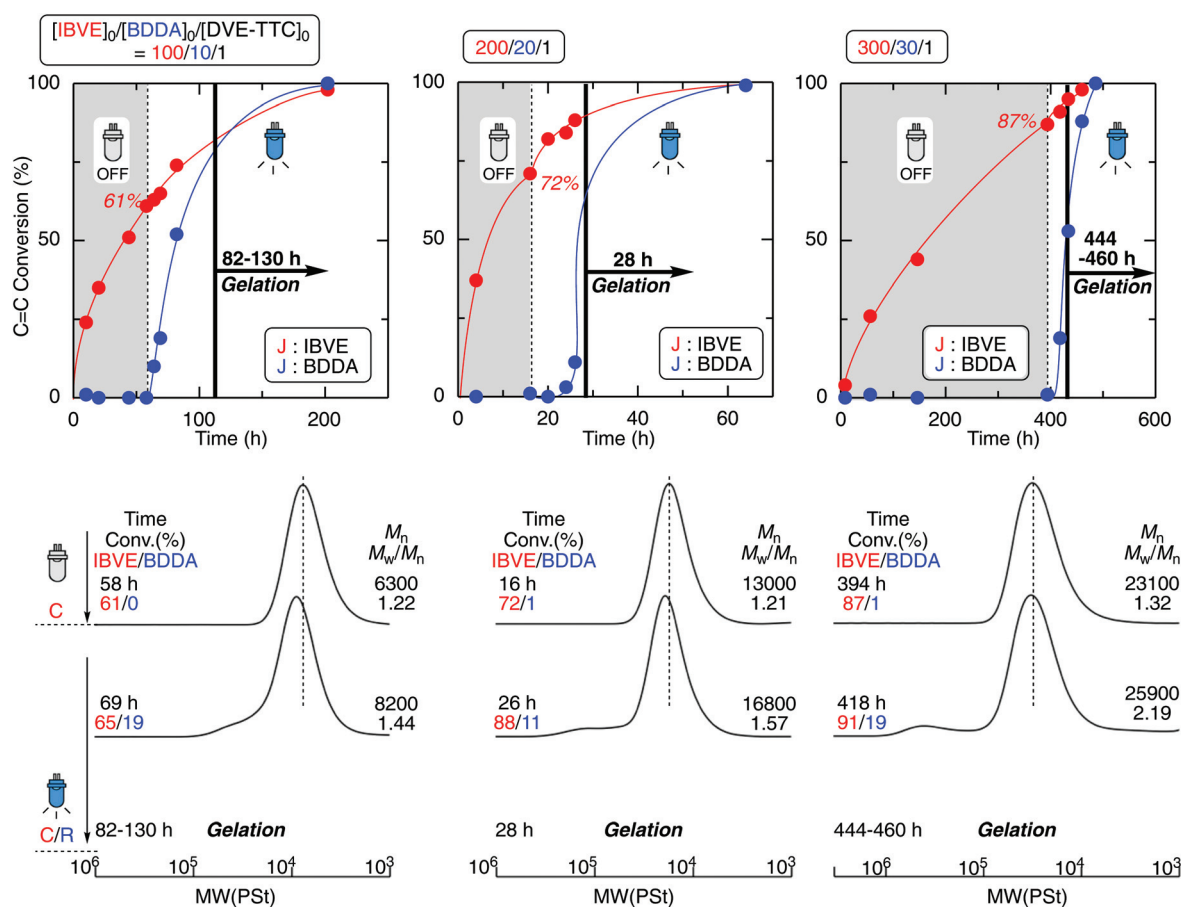 [IBVE]0/[BDDA]0/[DVE-TTC]0
= 100/10/1
200/20/1
300/30/1
C=C Conversion (%)
100
50
0
OFF
61%
82-130 h
Gelation
J : IBVE
J : BDDA
0
100
200
Time (h)
100
50
0
OFF
72%
28 h
Gelation
J : IBVE
J : BDDA
0
20
40
60
Time (h)
100
50
0
OFF
87%
444
-460 h
Gelation
J : IBVE
J : BDDA
0
200
400
600
Time (h)
C
C/R
Time
Conv.(%)
IBVE/BDDA
58 h
61/0
Mn
Mw/Mn
6300
1.22
69 h
65/19
8200
1.44
82-130 h
Gelation
10^6
10^5
10^4
10^3
MW(PSt)
Time
Conv.(%)
IBVE/BDDA
16 h
72/1
Mn
Mw/Mn
13000
1.21
26 h
88/11
16800
1.57
28 h
Gelation
10^6
10^5
10^4
10^3
MW(PSt)
Time
Conv.(%)
IBVE/BDDA
394 h
87/1
Mn
Mw/Mn
23100
1.32
418 h
91/19
25900
2.19
444-460 h
Gelation
10^6
10^5
10^4
10^3
MW(PSt)